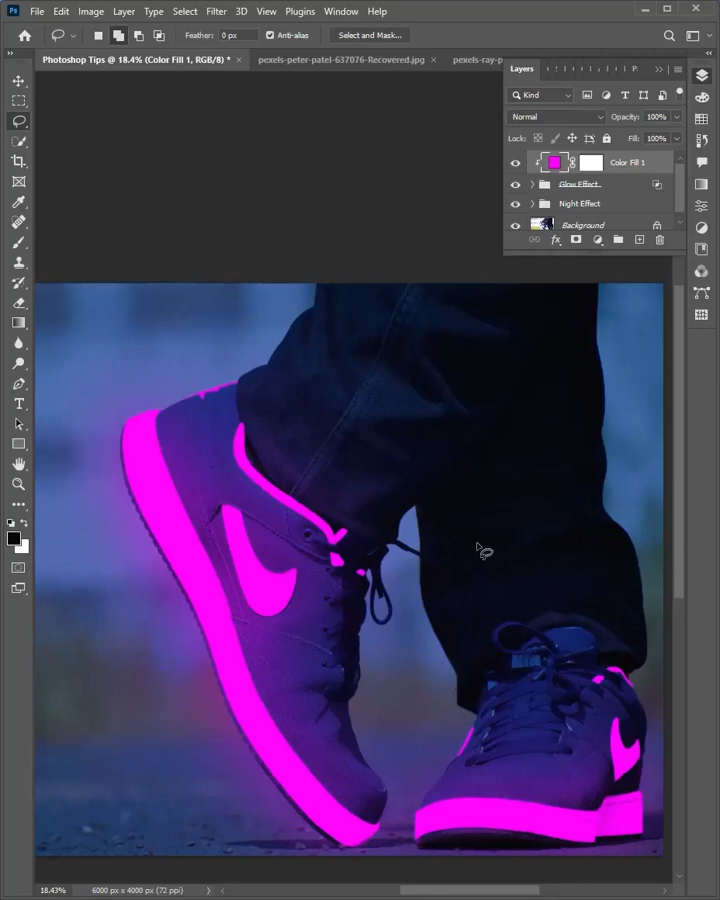 Ps File Edit Image Layer Type Select Filter 3D View Plugins Window Help
Feather: 0 px Anti-alias Select and Mask...
Photoshop Tips @ 18.4% (Color Fill 1, RGB/8) * × pexels-peter-patel-637076-Recovered.jpg × pexels-ray-p
Layers
Kind
Normal Opacity: 100%
Lock: Fill: 100%
Color Fill 1
Glow Effect
Night Effect
Background
fx
18.43% 6000 px x 4000 px (72 ppi)